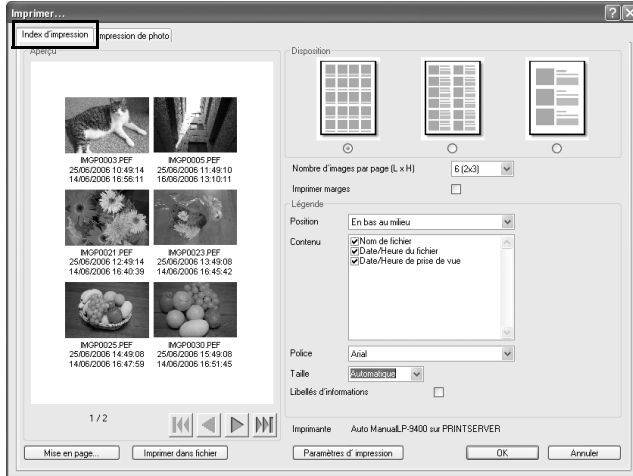 Imprimer...
Index d'impression
Impression de photo
Aperçu
IMGP0003.PEF
25/06/2006 10:49:14
14/06/2006 16:56:11
IMGP0005.PEF
25/06/2006 11:49:10
16/06/2006 13:10:11
IMGP0021.PEF
25/06/2006 12:49:14
14/06/2006 16:40:39
IMGP0023.PEF
25/06/2006 13:49:08
14/06/2006 16:45:42
IMGP0025.PEF
25/06/2006 14:49:08
14/06/2006 16:47:59
IMGP0030.PEF
25/06/2006 15:49:08
14/06/2006 16:51:45
1 / 2
Mise en page...
Imprimer dans fichier
Disposition
Nombre d'images par page (L × H)
6 (2x3)
Imprimer marges
Légende
Position
En bas au milieu
Contenu
Nom de fichier
Date/Heure du fichier
Date/Heure de prise de vue
Police
Arial
Taille
Automatique
Libellés d'informations
Imprimante
Auto ManualLP-9400 sur PRINTSERVER
Paramètres d' impression
OK
Annuler